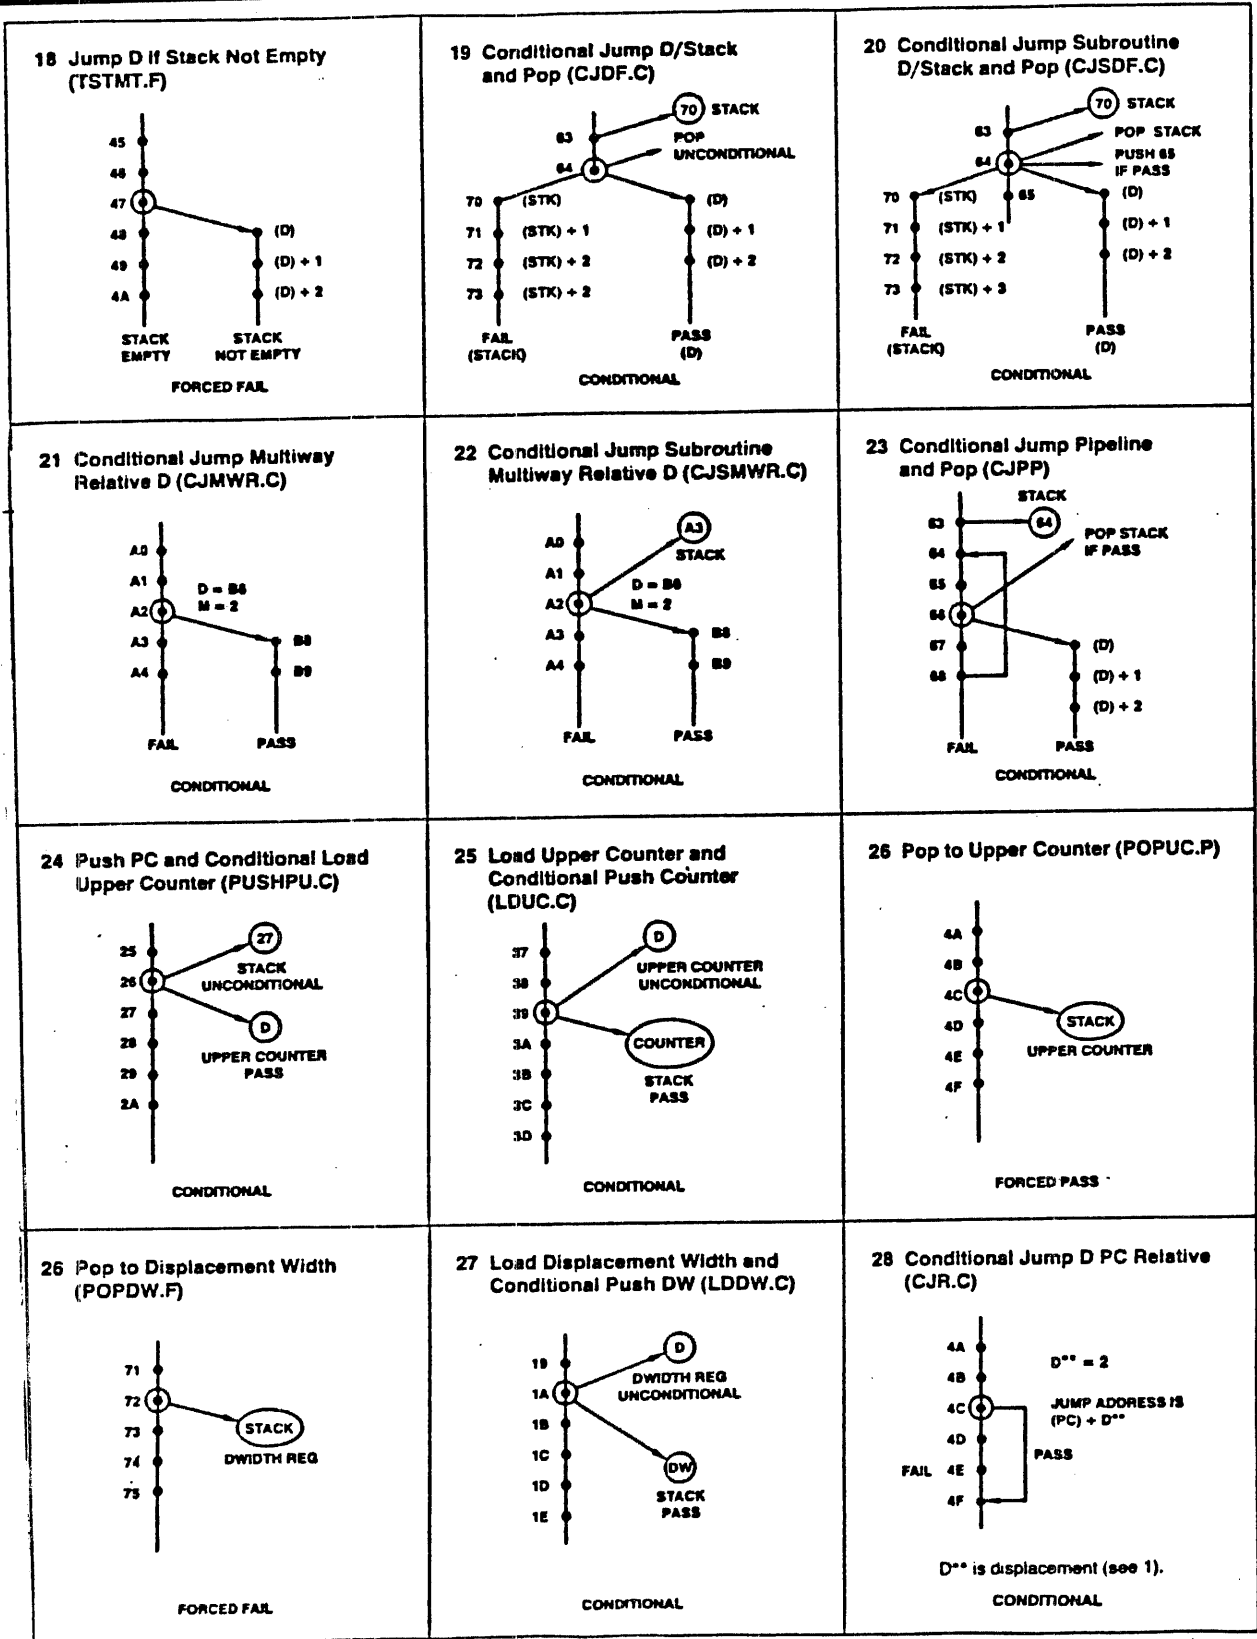 18 Jump D If Stack Not Empty
(TSTMT.F)
45
46
47
48
49
4A
(D)
(D) + 1
(D) + 2
STACK
EMPTY
STACK
NOT EMPTY
FORCED FAIL
19 Conditional Jump D/Stack
and Pop (CJDF.C)
70 STACK
63
POP
UNCONDITIONAL
64
70 (STK) (D)
71 (STK) + 1 (D) + 1
72 (STK) + 2 (D) + 2
73 (STK) + 2
FAIL
(STACK)
PASS
(D)
CONDITIONAL
20 Conditional Jump Subroutine
D/Stack and Pop (CJSDF.C)
70 STACK
63
POP STACK
64
PUSH 65
IF PASS
70 (STK) 65 (D)
71 (STK) + 1 (D) + 1
72 (STK) + 2 (D) + 2
73 (STK) + 3
FAIL
(STACK)
PASS
(D)
CONDITIONAL
21 Conditional Jump Multiway
Relative D (CJMWR.C)
A0
A1
D = B6
A2 M = 2
A3 B8
A4 B9
FAIL PASS
CONDITIONAL
22 Conditional Jump Subroutine
Multiway Relative D (CJSMWR.C)
A3
STACK
A0
A1
D = B6
A2 M = 2
A3 B8
A4 B9
FAIL PASS
CONDITIONAL
23 Conditional Jump Pipeline
and Pop (CJPP)
STACK
63 64
64
POP STACK
IF PASS
65
66
67 (D)
68 (D) + 1
(D) + 2
FAIL PASS
CONDITIONAL
24 Push PC and Conditional Load
Upper Counter (PUSHPU.C)
27
25
STACK
26 UNCONDITIONAL
27
D
28
UPPER COUNTER
29 PASS
2A
CONDITIONAL
25 Load Upper Counter and
Conditional Push Counter
(LDUC.C)
D
37
UPPER COUNTER
38 UNCONDITIONAL
39
3A COUNTER
3B STACK
PASS
3C
3D
CONDITIONAL
26 Pop to Upper Counter (POPUC.P)
4A
4B
4C
4D STACK
4E UPPER COUNTER
4F
FORCED PASS
26 Pop to Displacement Width
(POPDW.F)
71
72
73 STACK
74 DWIDTH REG
75
FORCED FAIL
27 Load Displacement Width and
Conditional Push DW (LDDW.C)
D
19
DWIDTH REG
1A UNCONDITIONAL
1B
1C
DW
1D STACK
PASS
1E
CONDITIONAL
28 Conditional Jump D PC Relative
(CJR.C)
4A
D** = 2
4B
4C JUMP ADDRESS IS
(PC) + D**
4D
PASS
FAIL 4E
4F
D** is displacement (see 1).
CONDITIONAL